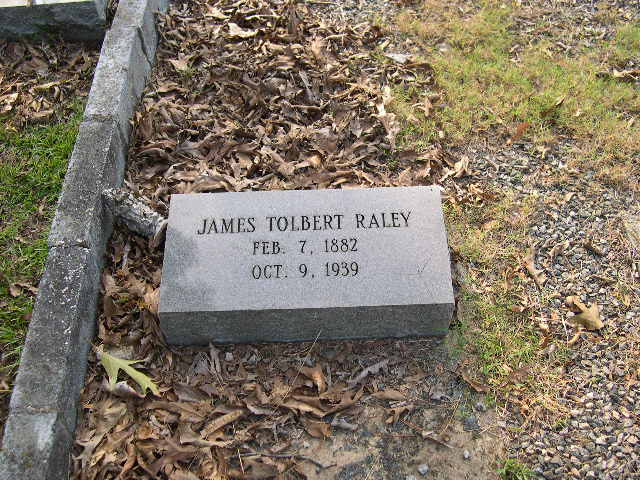 JAMES TOLBERT RALEY
FEB. 7, 1882
OCT. 9, 1939